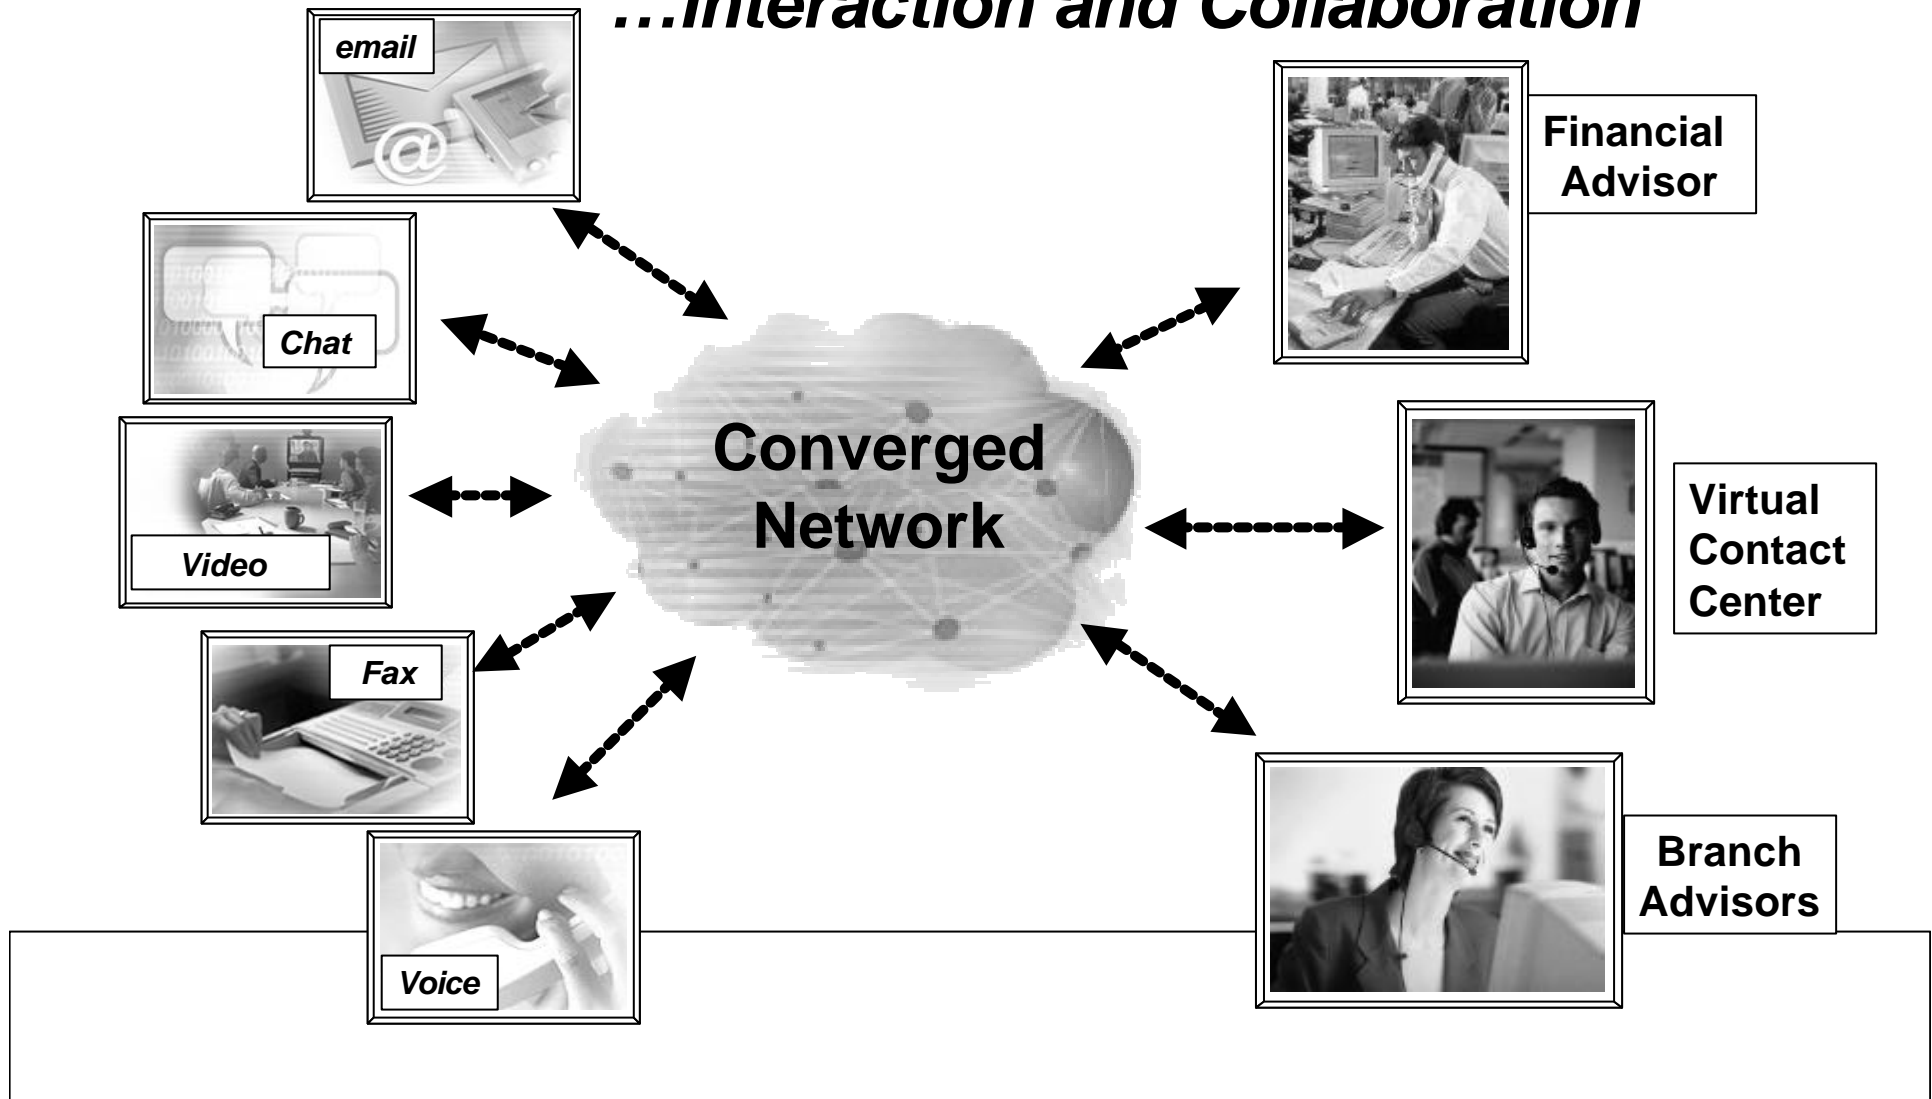 ...Interaction and Collaboration
email
Financial
Advisor
Chat
Converged
Network
Video
Virtual
Contact
Center
Fax
Branch
Advisors
Voice